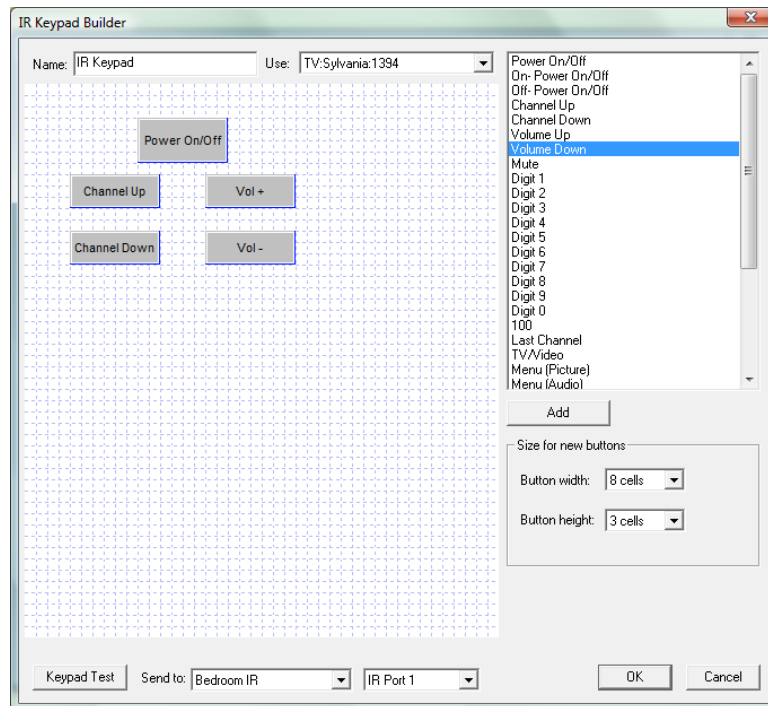 IR Keypad Builder
Name: IR Keypad Use: TV:Sylvania:1394
Power On/Off
Channel Up Vol +
Channel Down Vol -
Power On/Off
On- Power On/Off
Off- Power On/Off
Channel Up
Channel Down
Volume Up
Volume Down
Mute
Digit 1
Digit 2
Digit 3
Digit 4
Digit 5
Digit 6
Digit 7
Digit 8
Digit 9
Digit 0
100
Last Channel
TV/Video
Menu (Picture)
Menu (Audio)
Add
Size for new buttons
Button width: 8 cells
Button height: 3 cells
Keypad Test Send to: Bedroom IR IR Port 1 OK Cancel